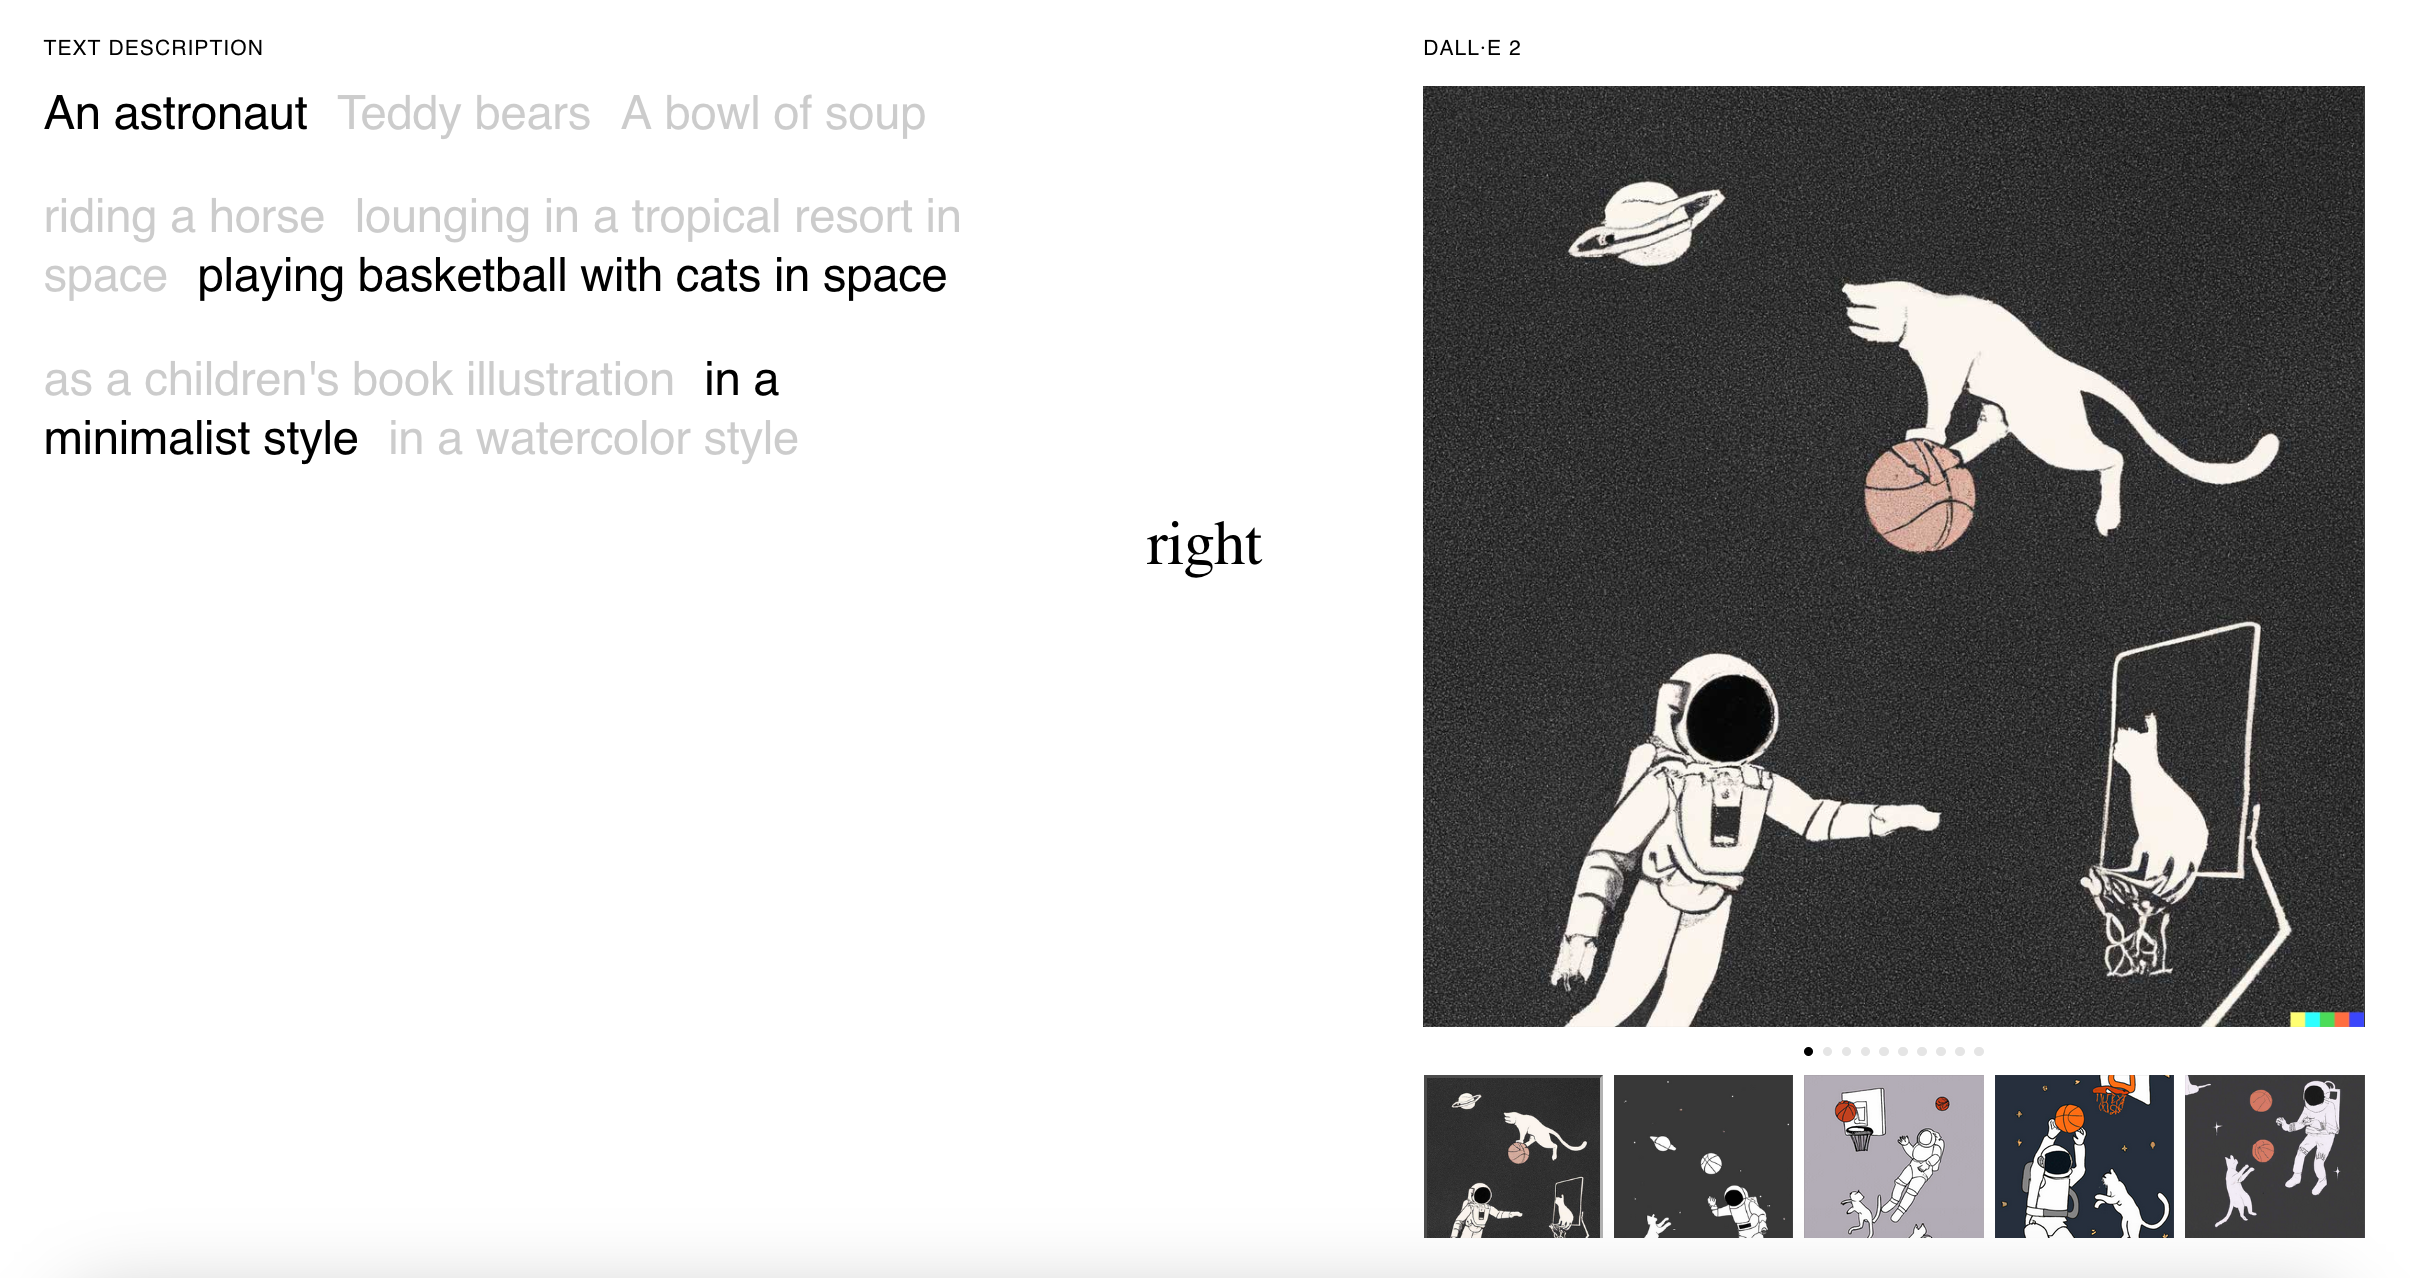 TEXT DESCRIPTION
An astronaut Teddy bears A bowl of soup
riding a horse lounging in a tropical resort in
space playing basketball with cats in space
as a children's book illustration in a
minimalist style in a watercolor style
right
DALL·E 2